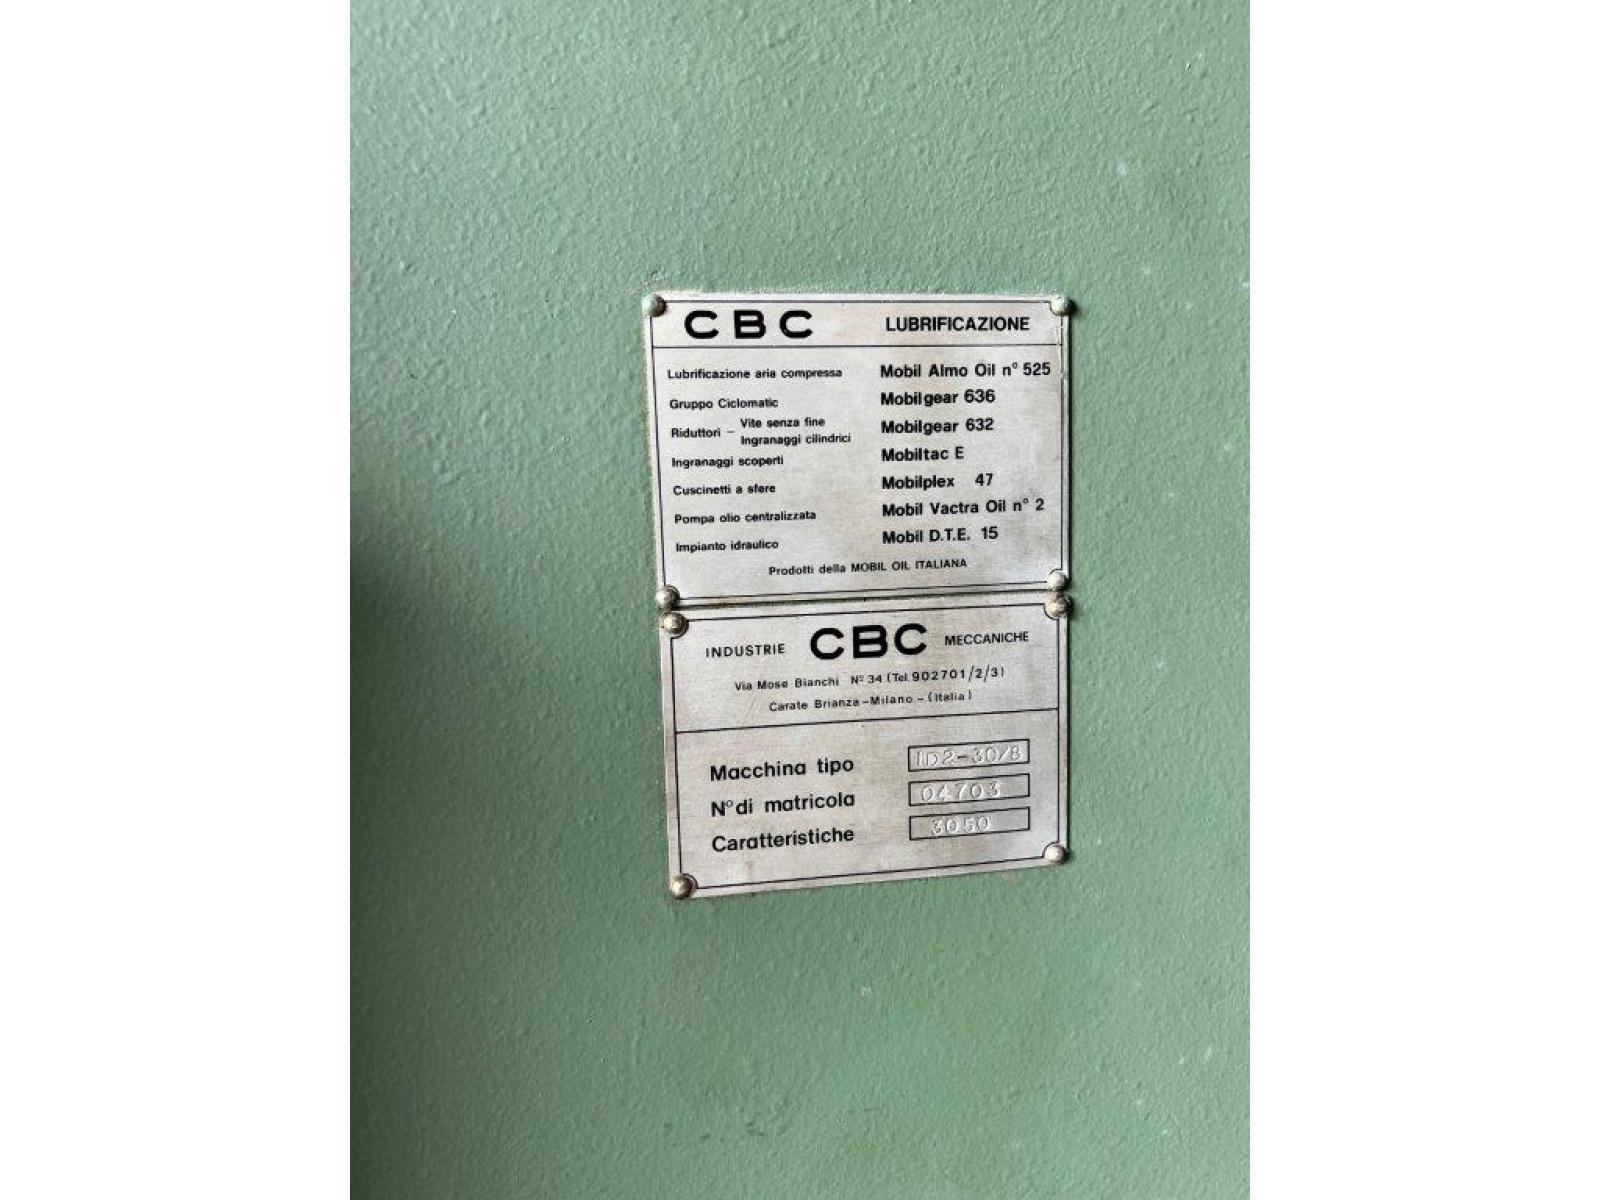 CBC LUBRIFICAZIONE
Lubrificazione aria compressa Mobil Almo Oil n° 525
Gruppo Ciclomatic Mobilgear 636
Riduttori – Vite senza fine
Ingranaggi cilindrici Mobilgear 632
Ingranaggi scoperti Mobiltac E
Cuscinetti a sfere Mobilplex 47
Pompa olio centralizzata Mobil Vactra Oil n° 2
Impianto idraulico Mobil D.T.E. 15
Prodotti della MOBIL OIL ITALIANA
INDUSTRIE CBC MECCANICHE
Via Mosè Bianchi N° 34 (Tel. 902701/2/3)
Carate Brianza – Milano – (Italia)
Macchina tipo ID2-30/8
N° di matricola 04703
Caratteristiche 3050